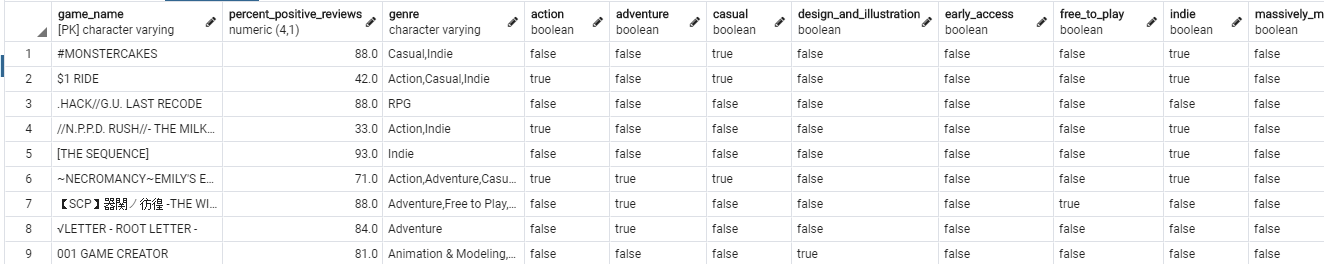 game_name percent_positive_reviews genre action adventure casual design_and_illustration early_access free_to_play indie massively_m
[PK] character varying numeric (4,1) character varying boolean boolean boolean boolean boolean boolean boolean boolean
1 #MONSTERCAKES 88.0 Casual,Indie false false true false false false true false
2 $1 RIDE 42.0 Action,Casual,Indie true false true false false false true false
3 .HACK//G.U. LAST RECODE 88.0 RPG false false false false false false false false
4 //N.P.P.D. RUSH//- THE MILK... 33.0 Action,Indie true false false false false false true false
5 [THE SEQUENCE] 93.0 Indie false false false false false false true false
6 ~NECROMANCY~EMILY'S E... 71.0 Action,Adventure,Casu... true true true false false false true false
7 【SCP】器関／彷徨 -THE WI... 88.0 Adventure,Free to Play,... false true false false false true false false
8 √LETTER - ROOT LETTER - 84.0 Adventure false true false false false false false false
9 001 GAME CREATOR 81.0 Animation & Modeling,... false false false true false false false false